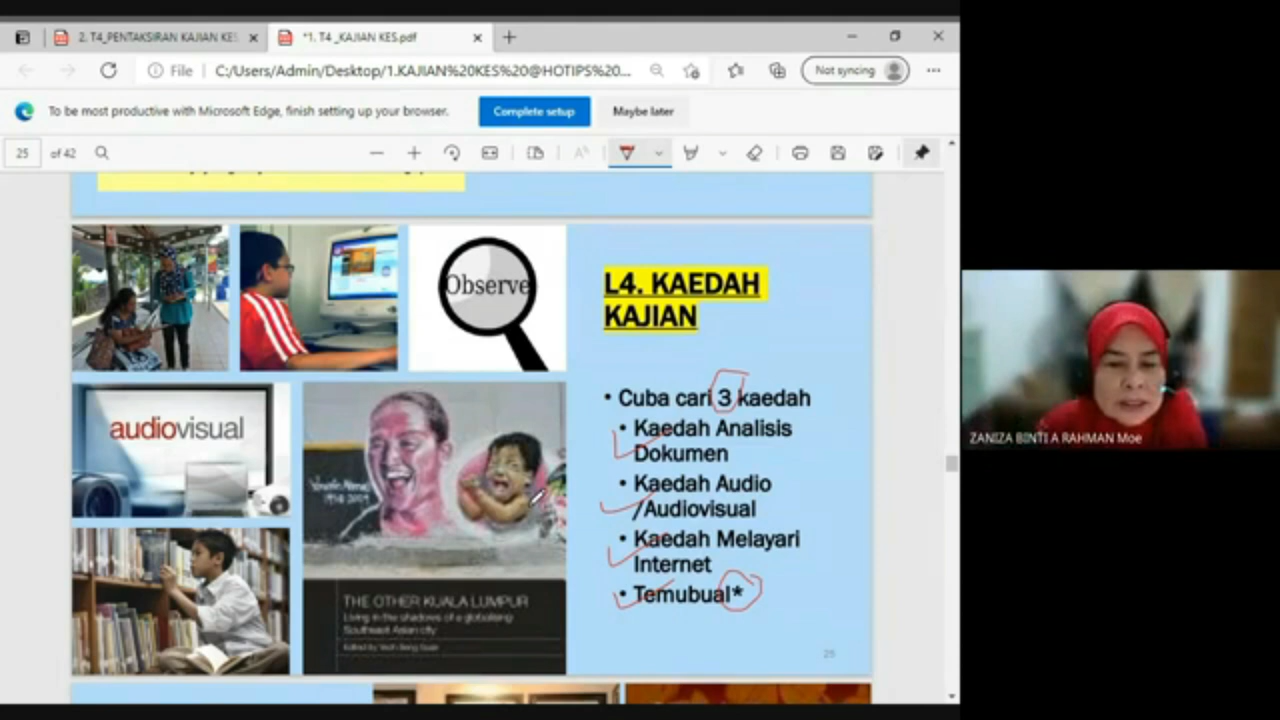 2. T4_PENTAKSIRAN KAJIAN KES
*1. T4 _KAJIAN KES.pdf
File
C:/Users/Admin/Desktop/1.KAJIAN%20KES%20@HOTIPS%20...
Not syncing
To be most productive with Microsoft Edge, finish setting up your browser.
Complete setup
Maybe later
25
of 42
Observe
L4. KAEDAH
KAJIAN
audiovisual
• Cuba cari 3 kaedah
• Kaedah Analisis
Dokumen
• Kaedah Audio
/Audiovisual
• Kaedah Melayari
Internet
• Temubual*
THE OTHER KUALA LUMPUR
Living in the shadows of a globalising
Southeast Asian city
25
ZANIZA BINTI A RAHMAN Moe